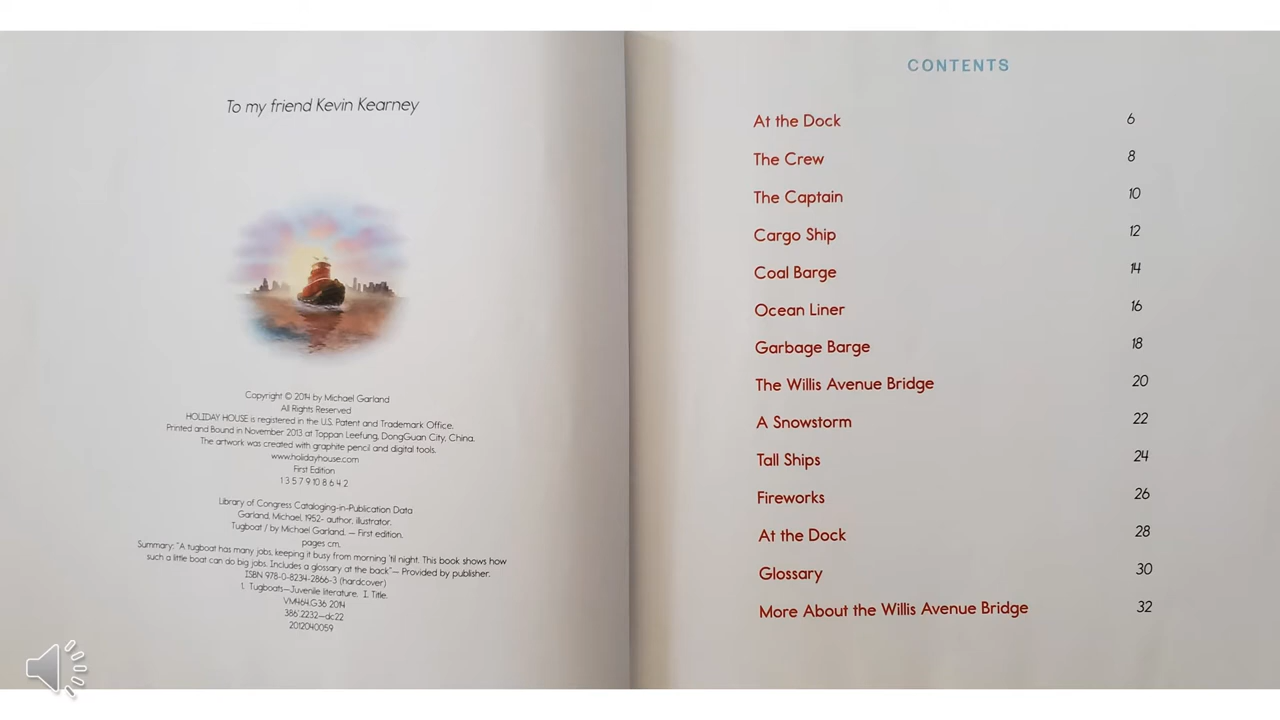 To my friend Kevin Kearney
Copyright © 2014 by Michael Garland
All Rights Reserved
HOLIDAY HOUSE is registered in the U.S. Patent and Trademark Office.
Printed and Bound in November 2013 at Toppan Leefung, DongGuan City, China.
The artwork was created with graphite pencil and digital tools.
www.holidayhouse.com
First Edition
1 3 5 7 9 10 8 6 4 2
Library of Congress Cataloging-in-Publication Data
Garland, Michael, 1952- author, illustrator.
Tugboat / by Michael Garland. — First edition.
pages cm.
Summary: "A tugboat has many jobs, keeping it busy from morning 'til night. This book shows how
such a little boat can do big jobs. Includes a glossary at the back"— Provided by publisher.
ISBN 978-0-8234-2866-3 (hardcover)
1. Tugboats—Juvenile literature. I. Title.
VM464.G36 2014
386'.2232—dc22
2012040059
CONTENTS
At the Dock 6
The Crew 8
The Captain 10
Cargo Ship 12
Coal Barge 14
Ocean Liner 16
Garbage Barge 18
The Willis Avenue Bridge 20
A Snowstorm 22
Tall Ships 24
Fireworks 26
At the Dock 28
Glossary 30
More About the Willis Avenue Bridge 32